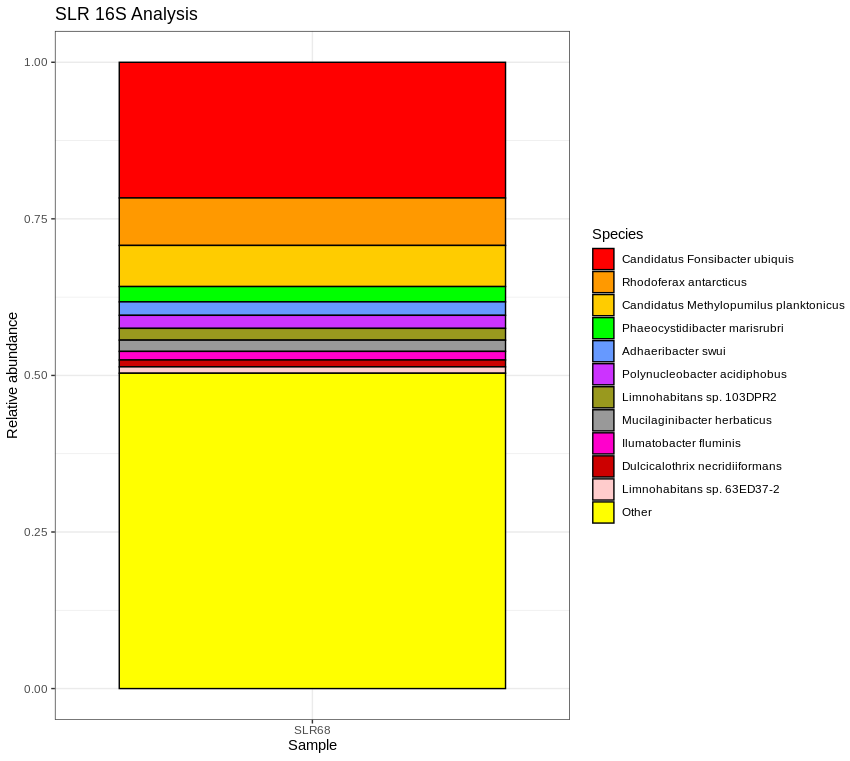 SLR 16S Analysis
1.00
0.75
0.50
0.25
0.00
Relative abundance
SLR68
Sample
Species
Candidatus Fonsibacter ubiquis
Rhodoferax antarcticus
Candidatus Methylopumilus planktonicus
Phaeocystidibacter marisrubri
Adhaeribacter swui
Polynucleobacter acidiphobus
Limnohabitans sp. 103DPR2
Mucilaginibacter herbaticus
Ilumatobacter fluminis
Dulcicalothrix necridiiformans
Limnohabitans sp. 63ED37-2
Other